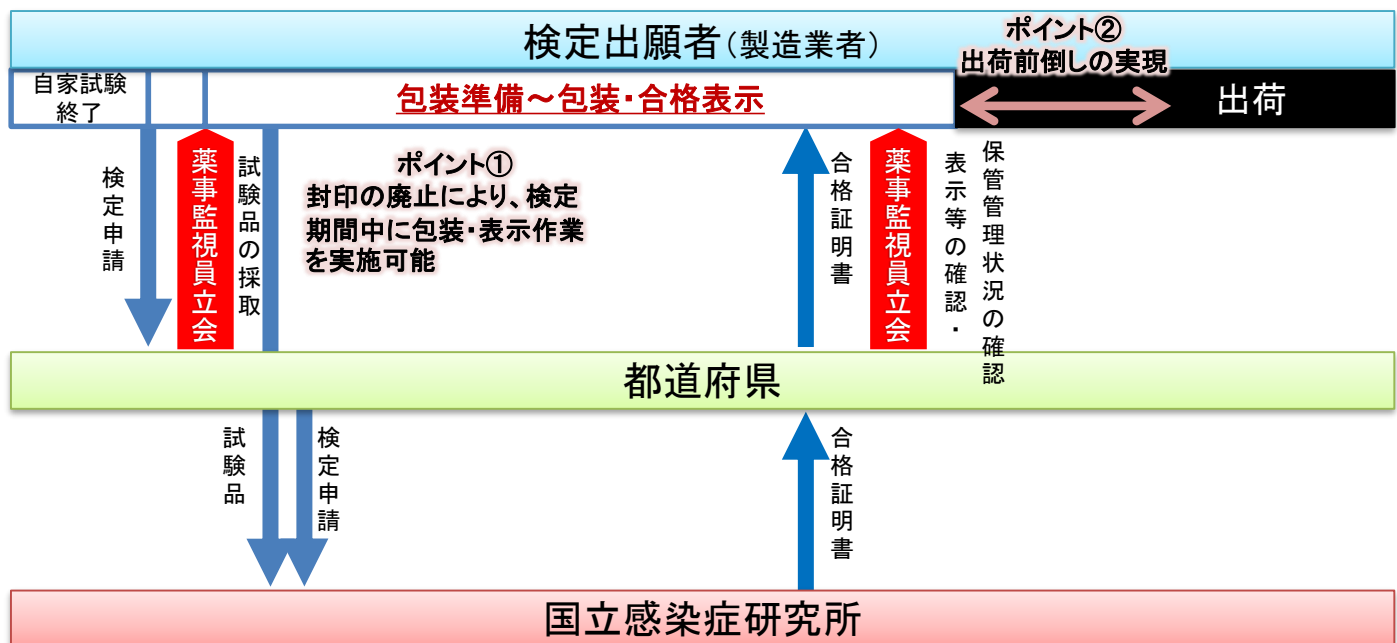 検定出願者(製造業者)
ポイント②
出荷前倒しの実現
自家試験
終了
包装準備～包装・合格表示
出荷
検定申請
薬事監視員立会
試験品の採取
ポイント①
封印の廃止により、検定
期間中に包装・表示作業
を実施可能
合格証明書
薬事監視員立会
表示等の確認・
保管管理状況の確認
都道府県
試験品
検定申請
合格証明書
国立感染症研究所